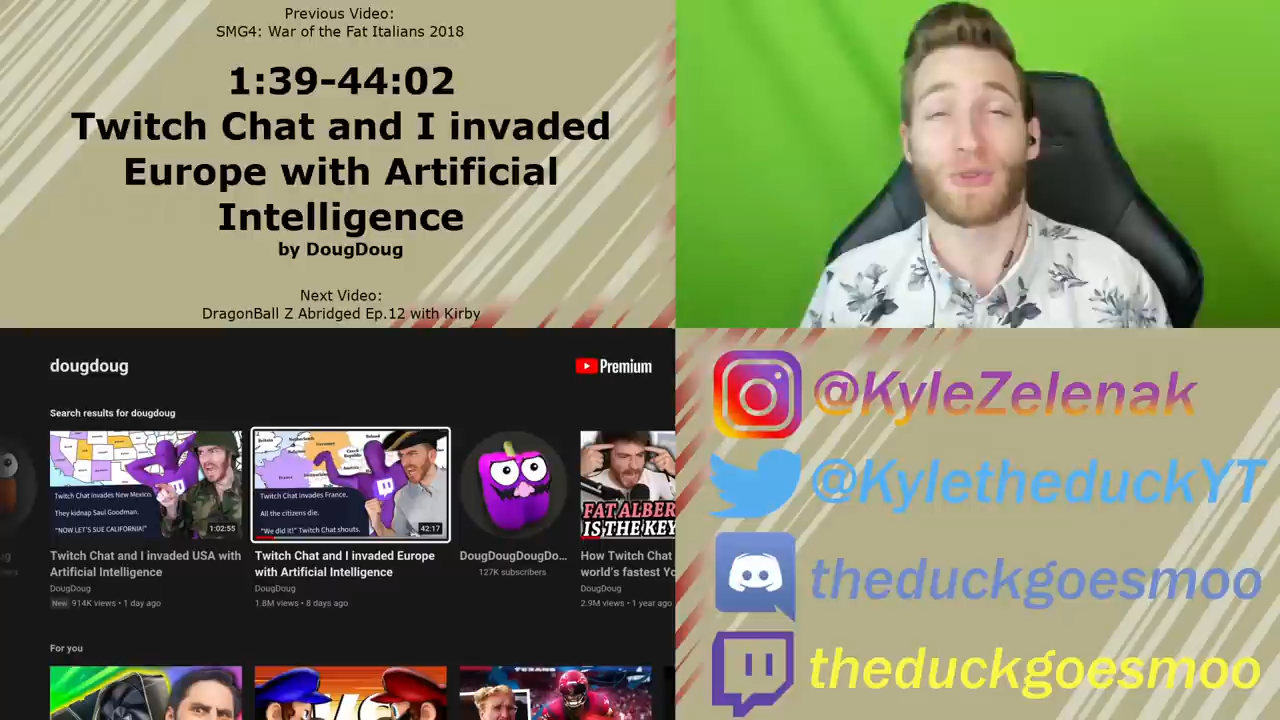 Previous Video:
SMG4: War of the Fat Italians 2018
1:39-44:02
Twitch Chat and I invaded
Europe with Artificial
Intelligence
by DougDoug
Next Video:
DragonBall Z Abridged Ep.12 with Kirby
dougdoug
Premium
Search results for dougdoug
Twitch Chat invades New Mexico.
They kidnap Saul Goodman.
"NOW LET'S SUE CALIFORNIA!"
1:02:55
Twitch Chat invades France.
All the citizens die.
"We did it!" Twitch Chat shouts.
42:17
FAT ALBER
IS THE KEY
Twitch Chat and I invaded USA with
Artificial Intelligence
DougDoug
New 914K views • 1 day ago
Twitch Chat and I invaded Europe
with Artificial Intelligence
DougDoug
1.8M views • 8 days ago
DougDougDougDo...
127K subscribers
How Twitch Chat
world's fastest Yo
DougDoug
2.9M views • 1 year ago
For you
@KyleZelenak
@KyletheduckYT
theduckgoesmoo
theduckgoesmoo